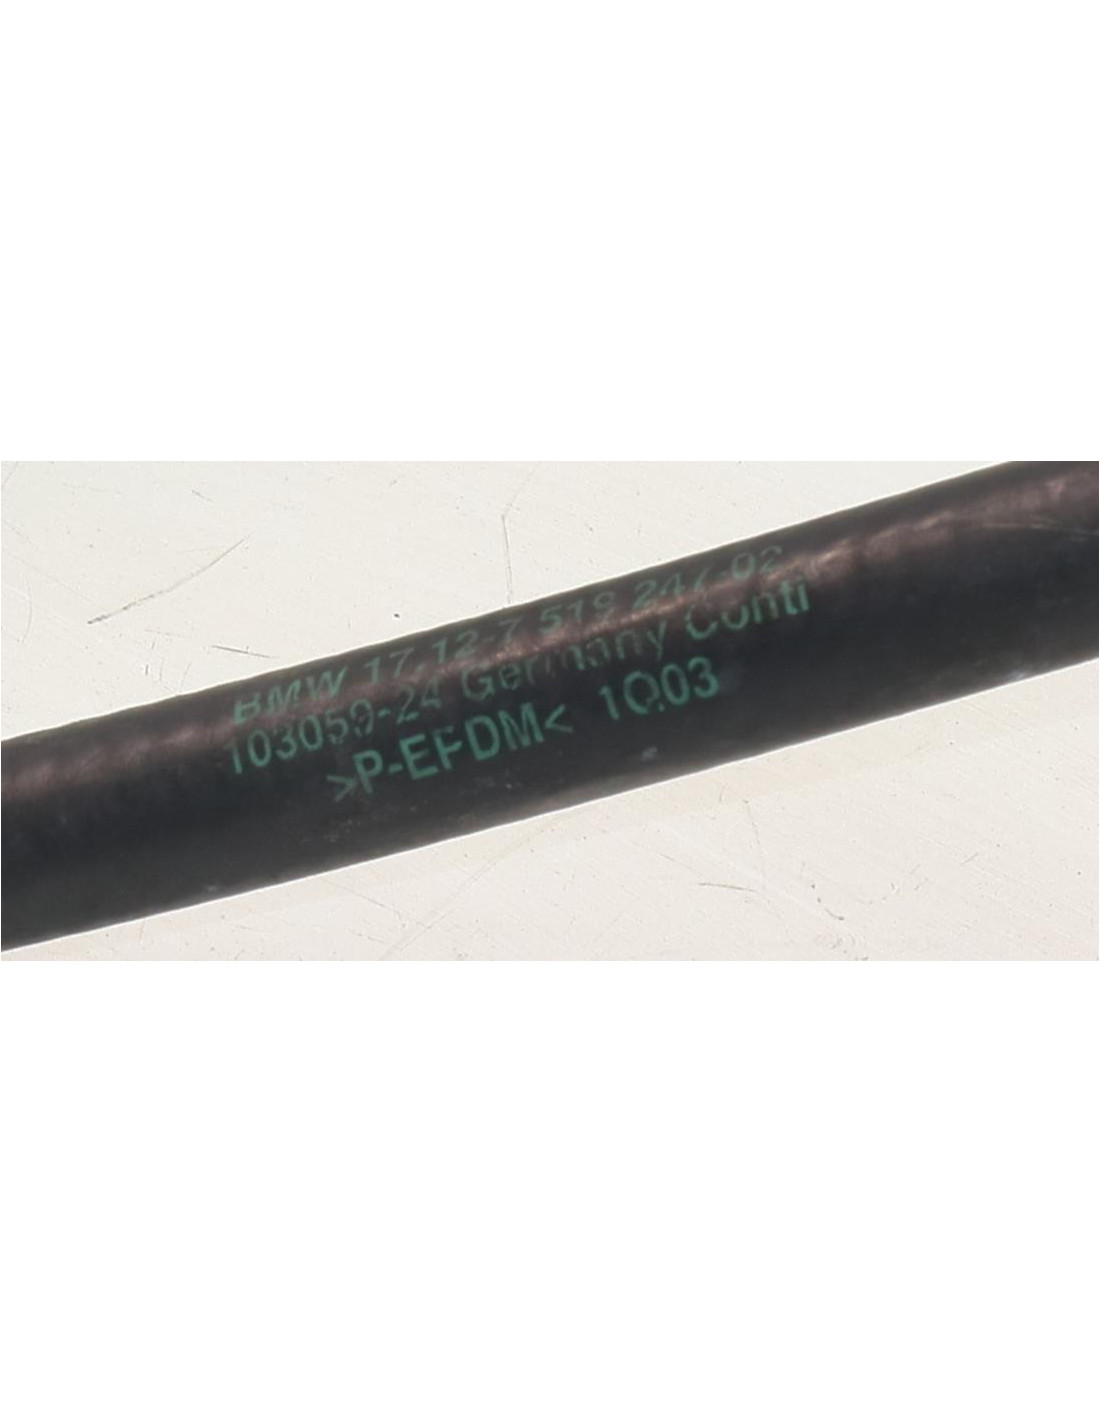 BMW 17.12-7 519 247-02
103059-24 Germany Conti
>P-EPDM< 1Q03